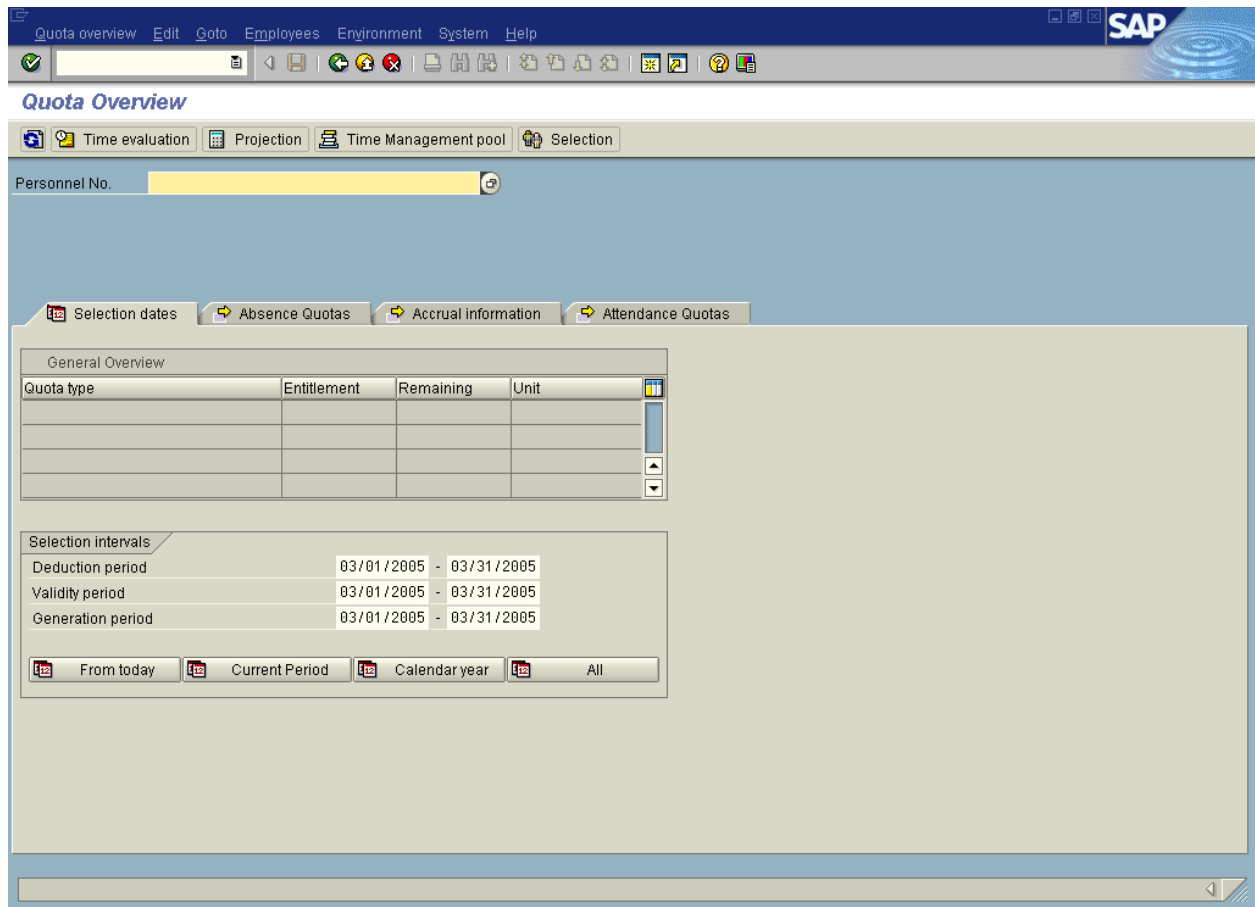 Quota overview Edit Goto Employees Environment System Help
SAP
Quota Overview
Time evaluation Projection Time Management pool Selection
Personnel No.
Selection dates Absence Quotas Accrual information Attendance Quotas
General Overview
Quota type Entitlement Remaining Unit
Selection intervals
Deduction period 03/01/2005 - 03/31/2005
Validity period 03/01/2005 - 03/31/2005
Generation period 03/01/2005 - 03/31/2005
From today Current Period Calendar year All